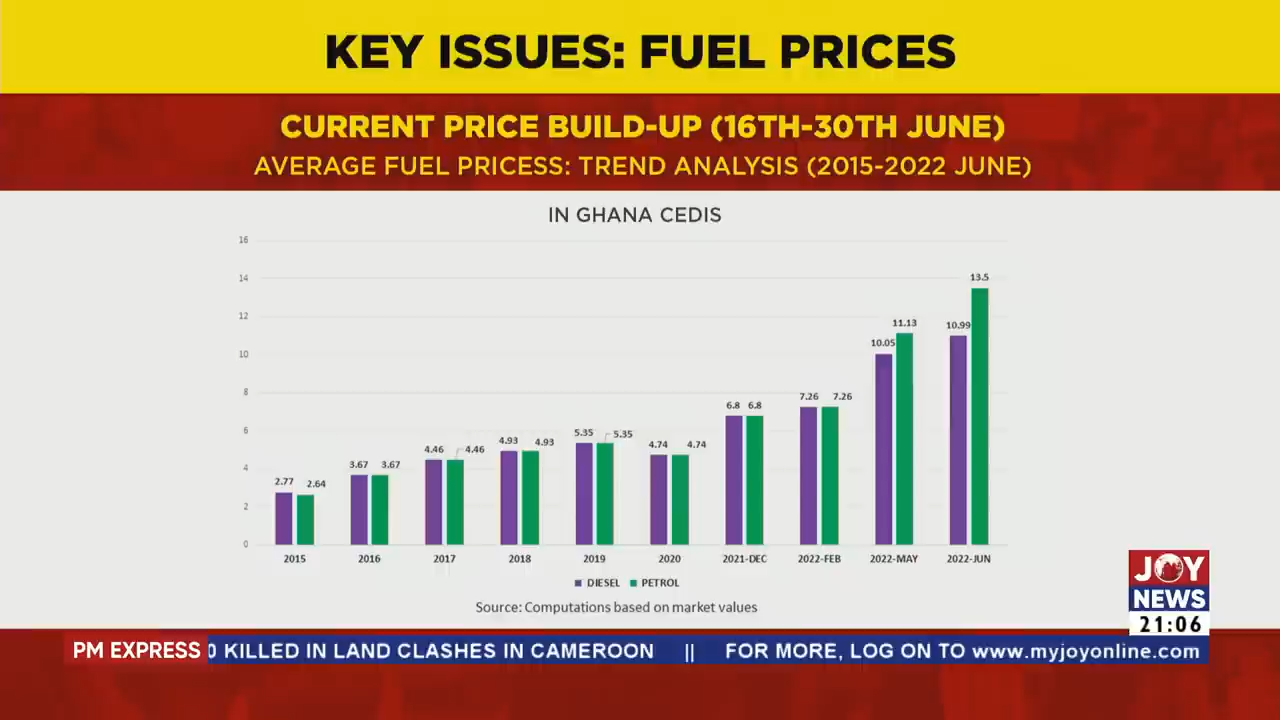 KEY ISSUES: FUEL PRICES
CURRENT PRICE BUILD-UP (16TH-30TH JUNE)
AVERAGE FUEL PRICESS: TREND ANALYSIS (2015-2022 JUNE)
IN GHANA CEDIS
16
14
12
10
8
6
4
2
0
2.77 2.64
3.67 3.67
4.46 4.46
4.93 4.93
5.35 5.35
4.74 4.74
6.8 6.8
7.26 7.26
10.05 11.13
10.99 13.5
2015 2016 2017 2018 2019 2020 2021-DEC 2022-FEB 2022-MAY 2022-JUN
DIESEL PETROL
Source: Computations based on market values
JOY
NEWS
21:06
PM EXPRESS 0 KILLED IN LAND CLASHES IN CAMEROON || FOR MORE, LOG ON TO www.myjoyonline.com